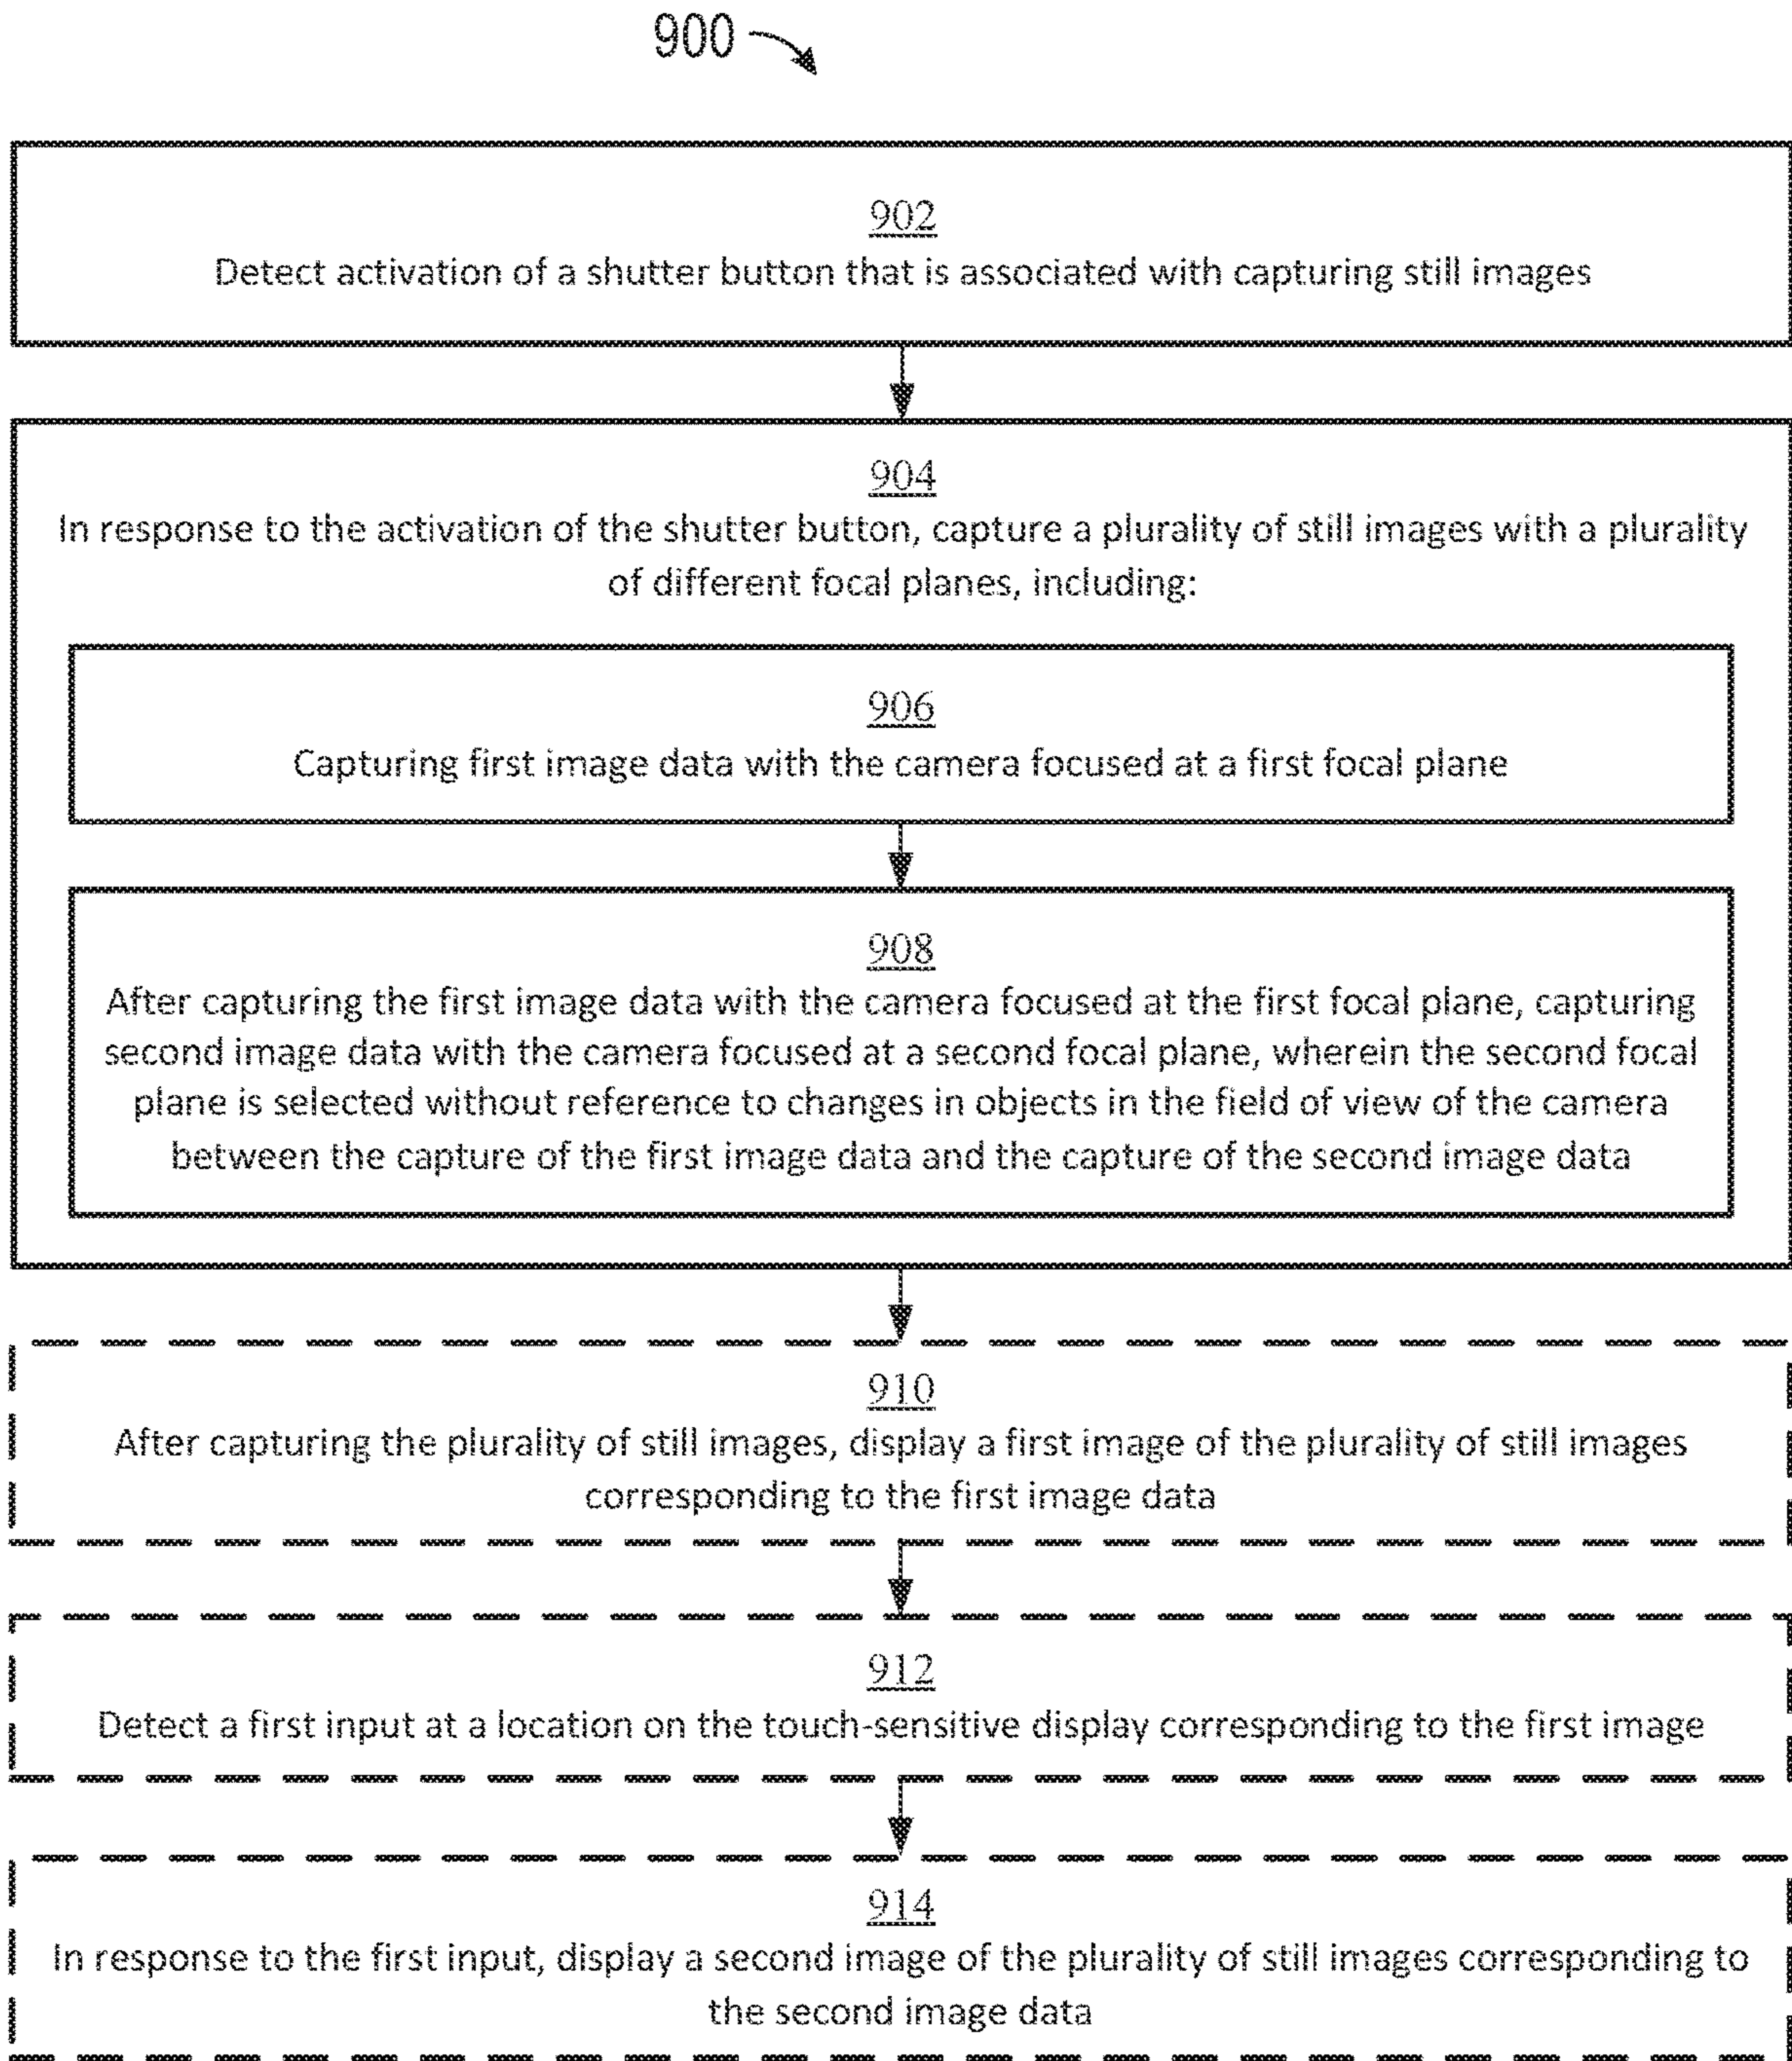 900
902
Detect activation of a shutter button that is associated with capturing still images
904
In response to the activation of the shutter button, capture a plurality of still images with a plurality
of different focal planes, including:
906
Capturing first image data with the camera focused at a first focal plane
908
After capturing the first image data with the camera focused at the first focal plane, capturing
second image data with the camera focused at a second focal plane, wherein the second focal
plane is selected without reference to changes in objects in the field of view of the camera
between the capture of the first image data and the capture of the second image data
910
After capturing the plurality of still images, display a first image of the plurality of still images
corresponding to the first image data
912
Detect a first input at a location on the touch-sensitive display corresponding to the first image
914
In response to the first input, display a second image of the plurality of still images corresponding to
the second image data